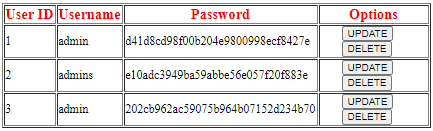 User ID Username Password Options
1 admin d41d8cd98f00b204e9800998ecf8427e UPDATE
DELETE
2 admins e10adc3949ba59abbe56e057f20f883e UPDATE
DELETE
3 admin 202cb962ac59075b964b07152d234b70 UPDATE
DELETE